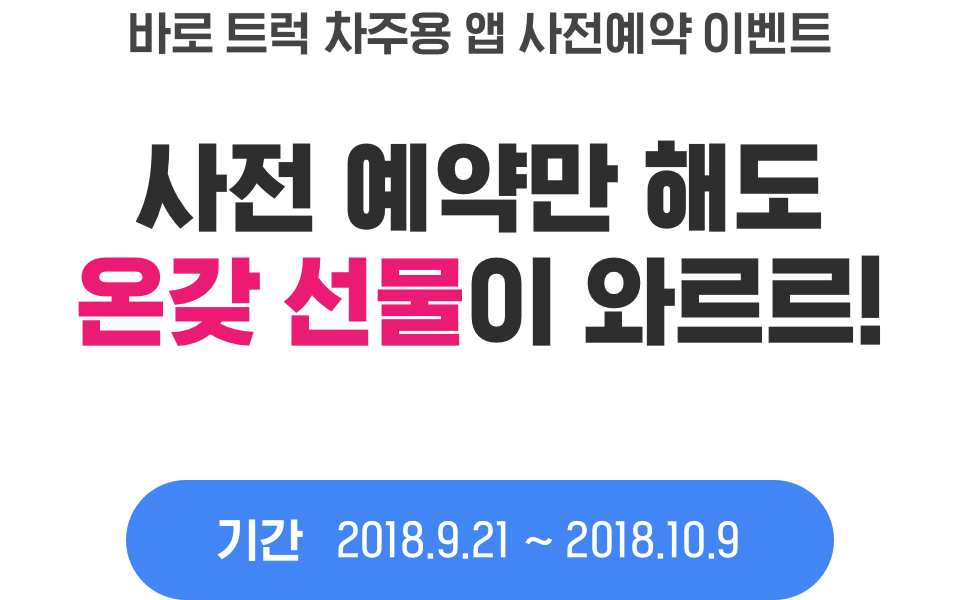 바로 트럭 차주용 앱 사전예약 이벤트
사전 예약만 해도
온갖 선물이 와르르!
기간 2018.9.21 ~ 2018.10.9